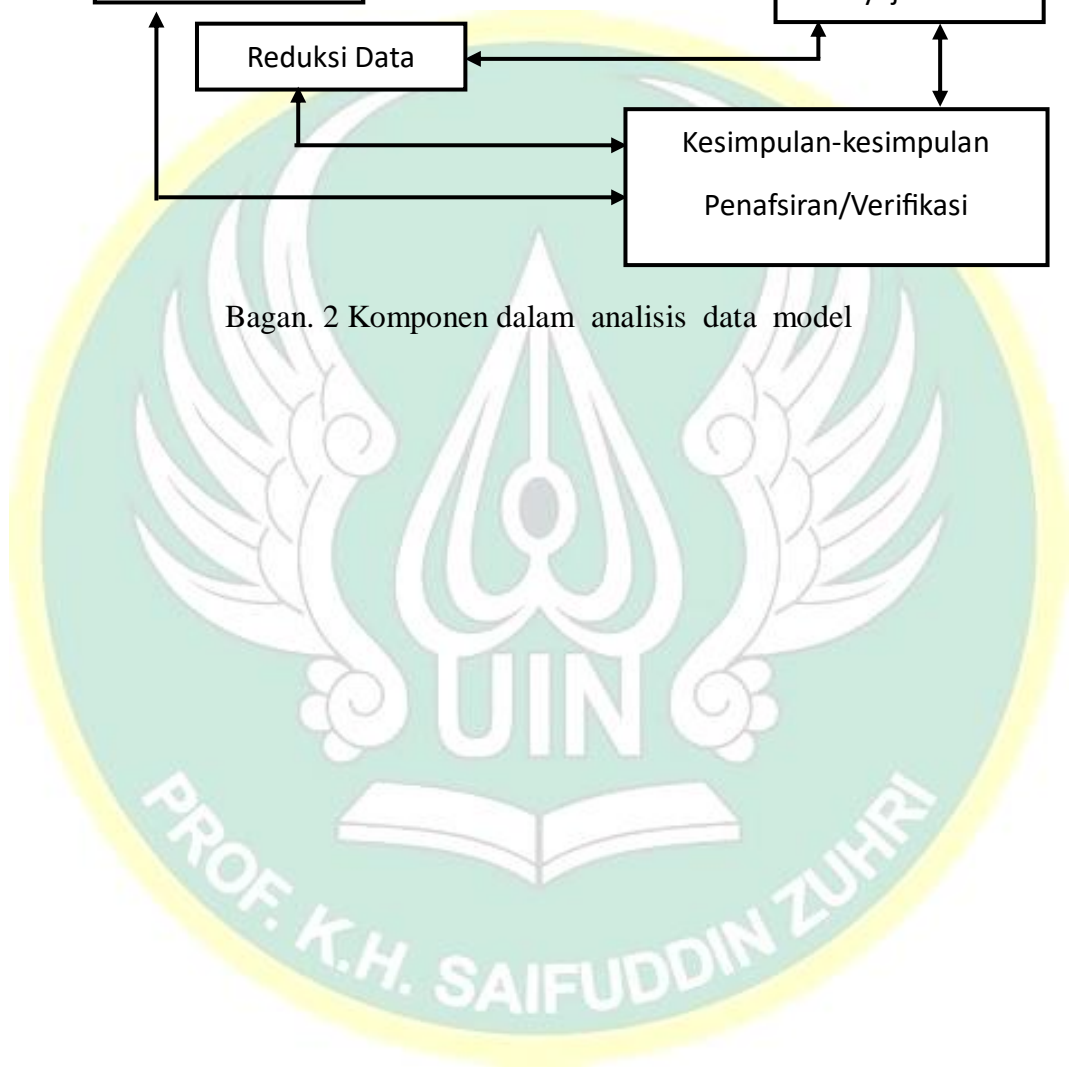 Reduksi Data
Kesimpulan-kesimpulan
Penafsiran/Verifikasi
Bagan. 2 Komponen dalam analisis data model
UIN
PROF. K.H. SAIFUDDIN ZUHRI